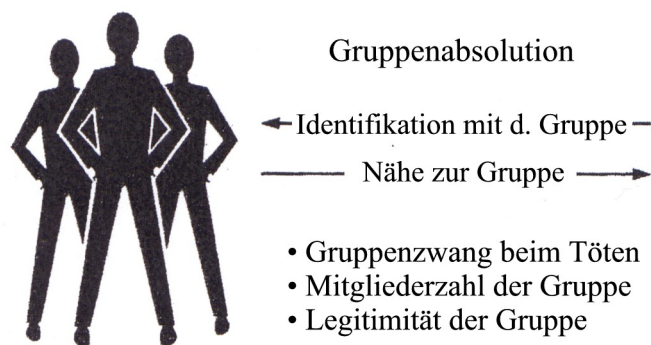 Gruppenabsolution
Identifikation mit d. Gruppe
Nähe zur Gruppe
• Gruppenzwang beim Töten
• Mitgliederzahl der Gruppe
• Legitimität der Gruppe